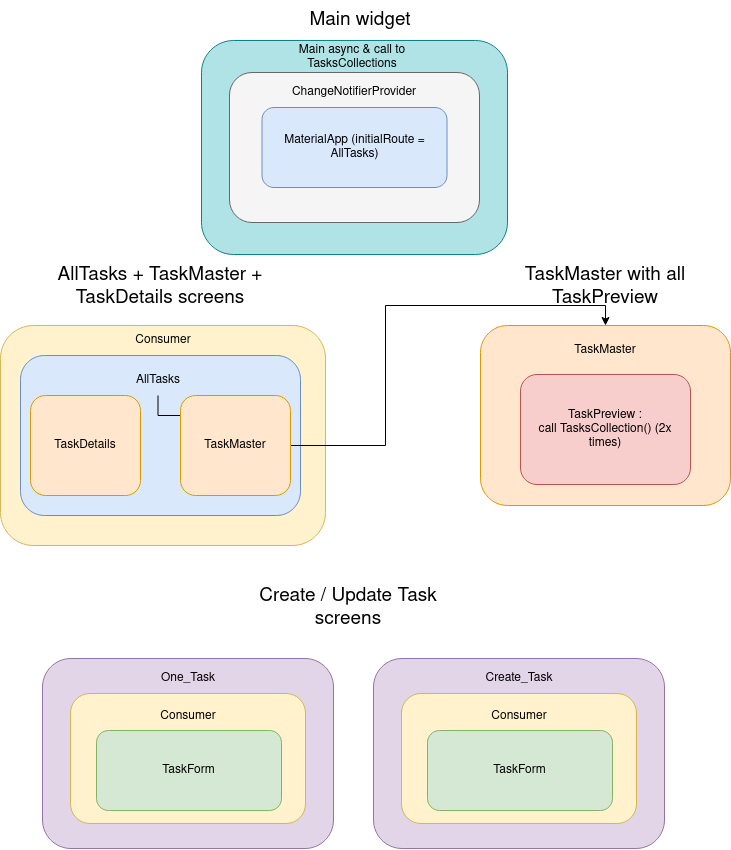 Main widget
Main async & call to
TasksCollections
ChangeNotifierProvider
MaterialApp (initialRoute =
AllTasks)
AllTasks + TaskMaster +
TaskDetails screens
TaskMaster with all
TaskPreview
Consumer
AllTasks
TaskDetails
TaskMaster
TaskMaster
TaskPreview :
call TasksCollection() (2x
times)
Create / Update Task
screens
One_Task
Consumer
TaskForm
Create_Task
Consumer
TaskForm